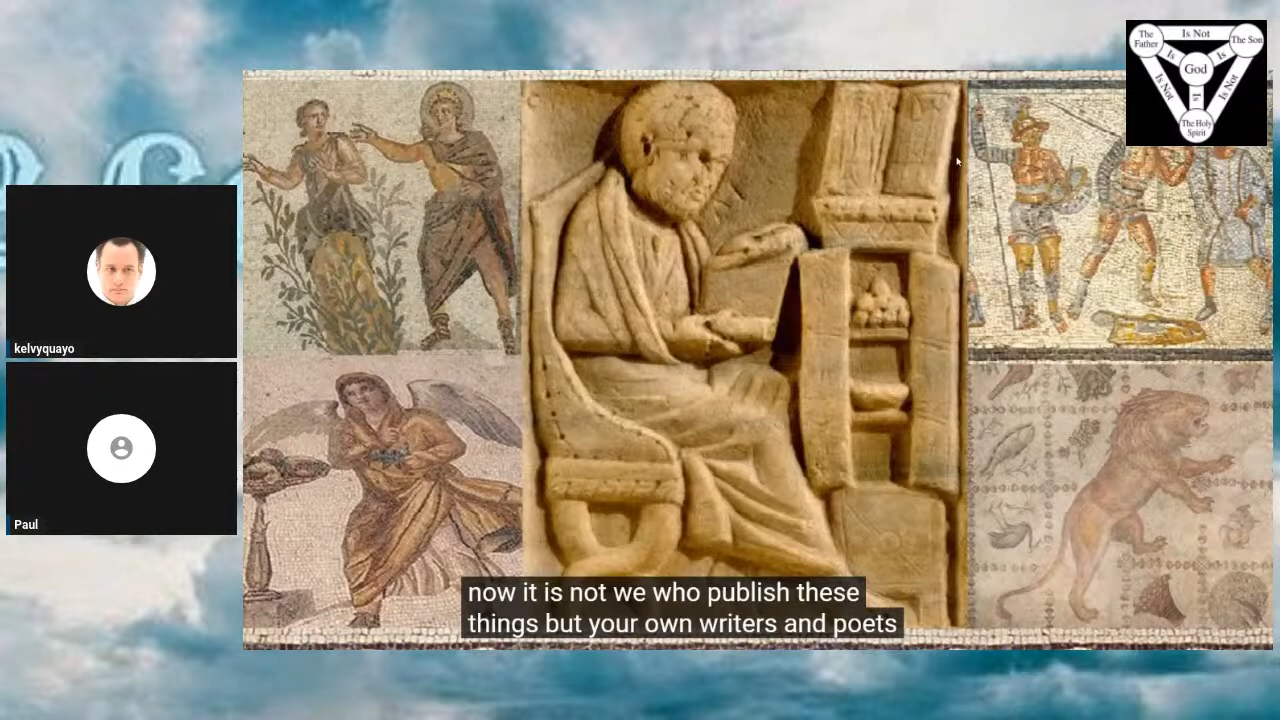 The
Father
Is Not
The Son
Is
Is
God
Is Not
Is
Is Not
The Holy
Spirit
kelvyquayo
Paul
now it is not we who publish these
things but your own writers and poets